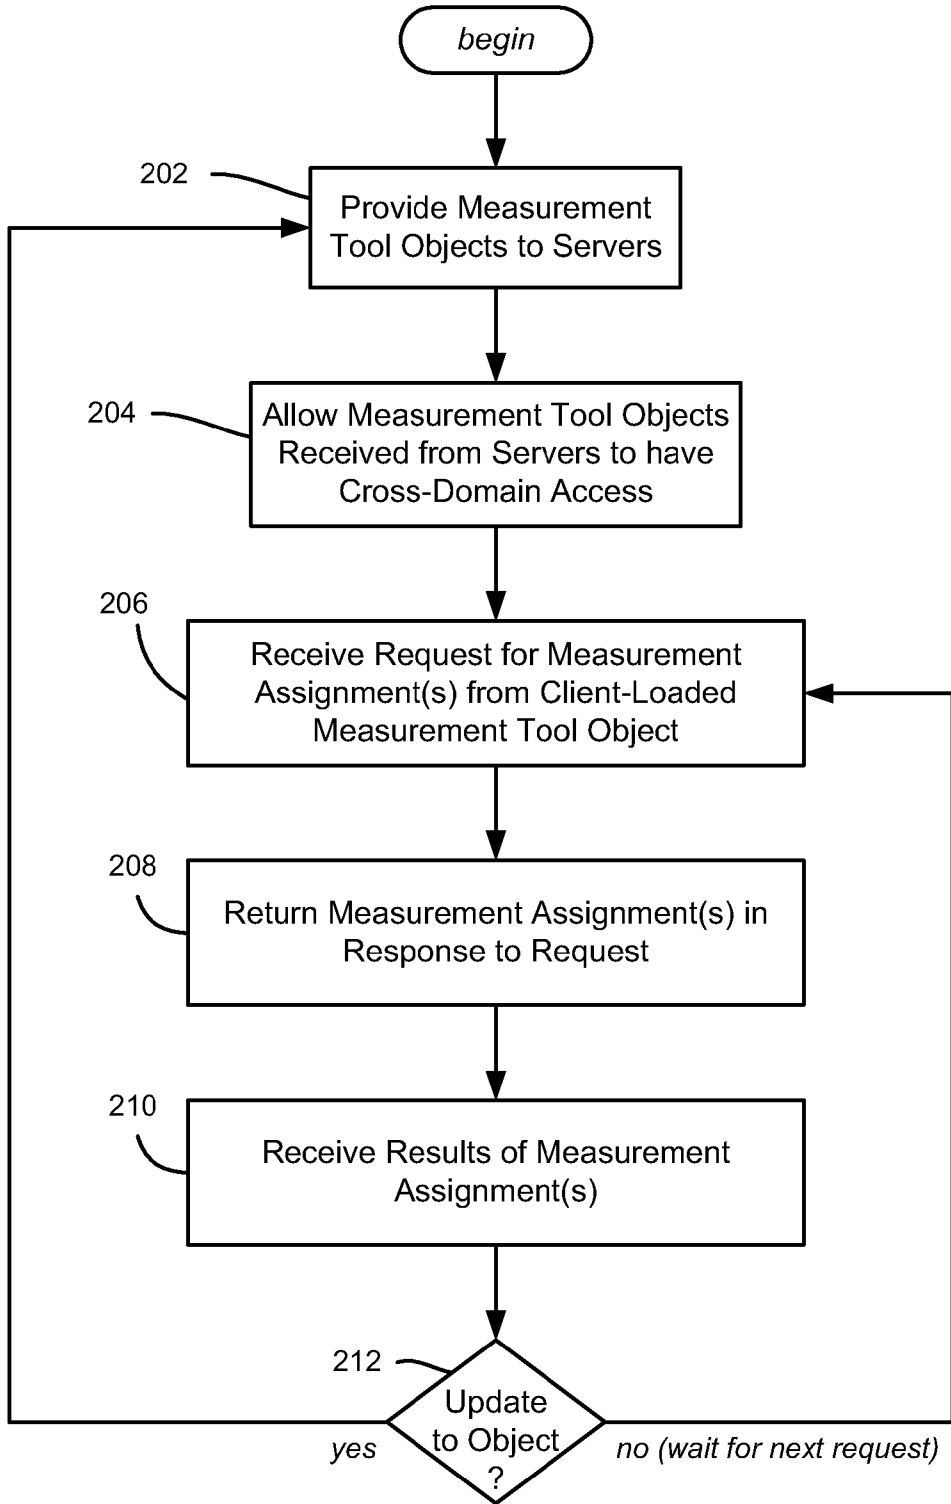 begin
202
Provide Measurement
Tool Objects to Servers
204
Allow Measurement Tool Objects
Received from Servers to have
Cross-Domain Access
206
Receive Request for Measurement
Assignment(s) from Client-Loaded
Measurement Tool Object
208
Return Measurement Assignment(s) in
Response to Request
210
Receive Results of Measurement
Assignment(s)
212
Update
to Object
?
yes
no (wait for next request)